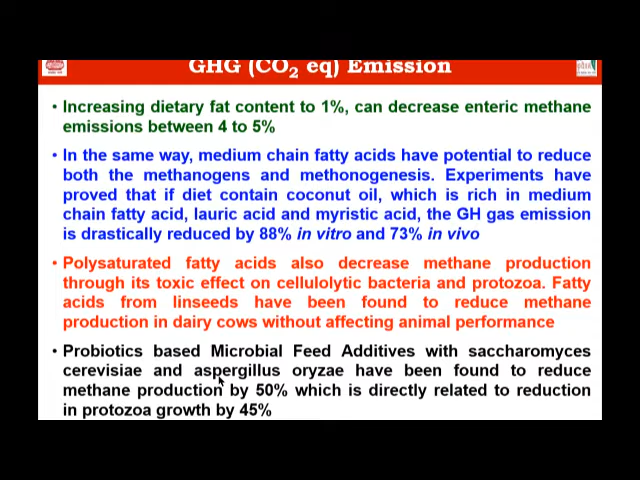 GHG (CO2 eq) Emission
• Increasing dietary fat content to 1%, can decrease enteric methane
emissions between 4 to 5%
• In the same way, medium chain fatty acids have potential to reduce
both the methanogens and methonogenesis. Experiments have
proved that if diet contain coconut oil, which is rich in medium
chain fatty acid, lauric acid and myristic acid, the GH gas emission
is drastically reduced by 88% in vitro and 73% in vivo
• Polysaturated fatty acids also decrease methane production
through its toxic effect on cellulolytic bacteria and protozoa. Fatty
acids from linseeds have been found to reduce methane
production in dairy cows without affecting animal performance
• Probiotics based Microbial Feed Additives with saccharomyces
cerevisiae and aspergillus oryzae have been found to reduce
methane production by 50% which is directly related to reduction
in protozoa growth by 45%